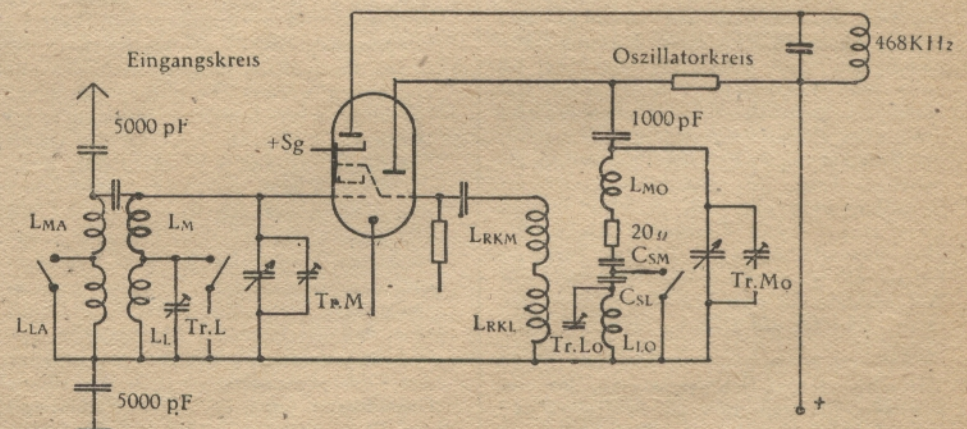 Eingangskreis
Oszillatorkreis
468KHz
5000 pF
1000 pF
+Sg
LMA
LM
LMO
LRKM
20 Ω
CSM
Tr.M
Tr.Mo
LLA
LL
Tr.L
LRKL
CSL
Tr.Lo
LLO
5000 pF
+